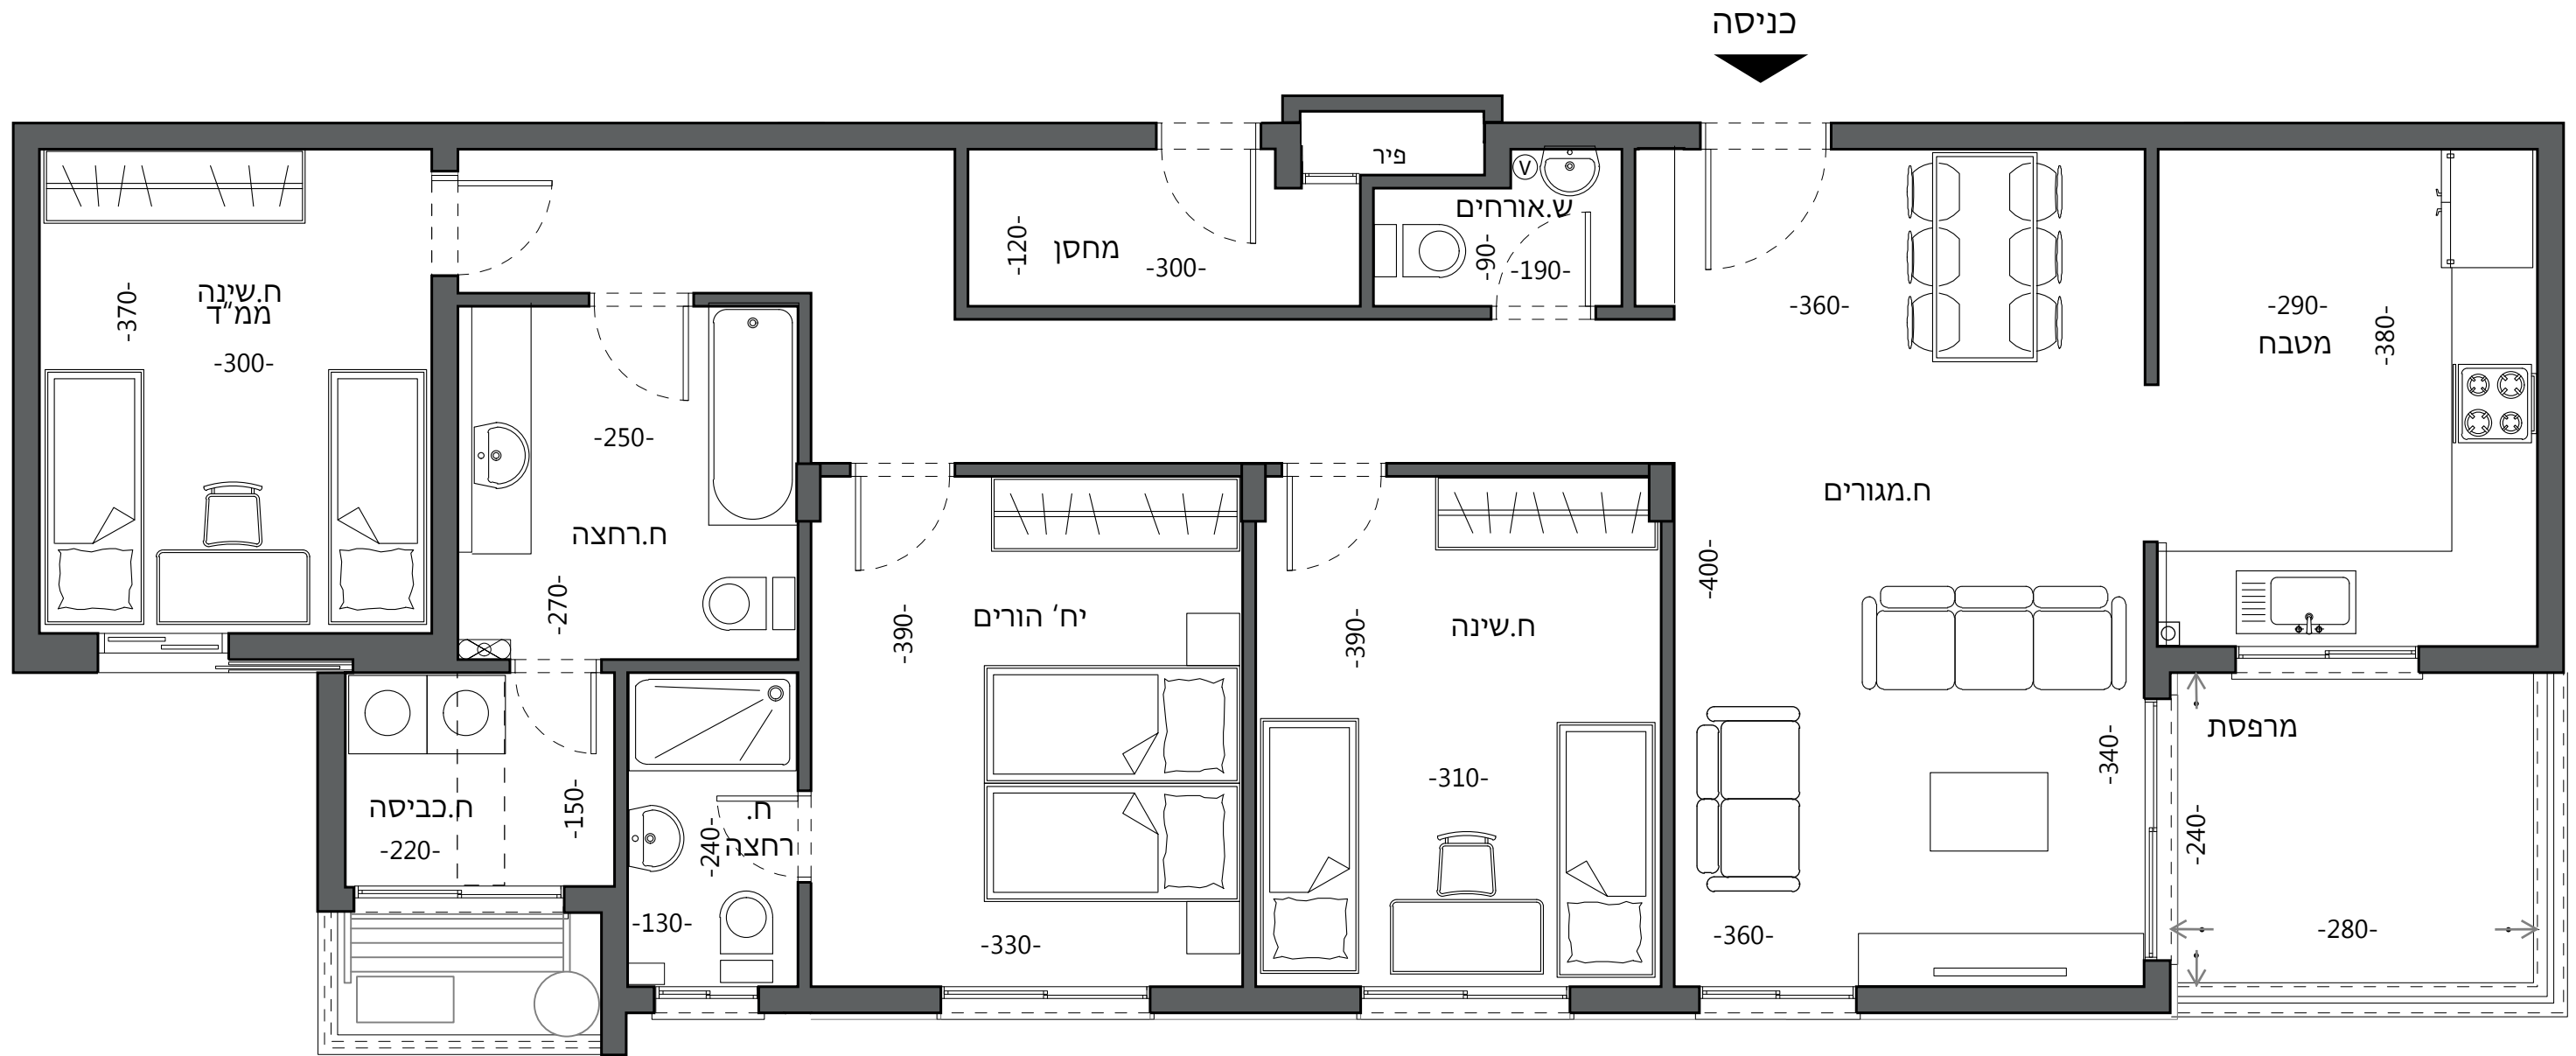 כניסה
פיר
V
ש.אורחים
-90-
-190-
מחסן
-120-
-300-
ח.שינה
ממ"ד
-370-
-300-
-360-
-290-
מטבח
-380-
-250-
ח.רחצה
-270-
ח.מגורים
-400-
יח' הורים
-390-
-330-
ח.שינה
-390-
-310-
מרפסת
-340-
-240-
-280-
-360-
ח.כביסה
-150-
-220-
ח.
רחצה
-240-
-130-